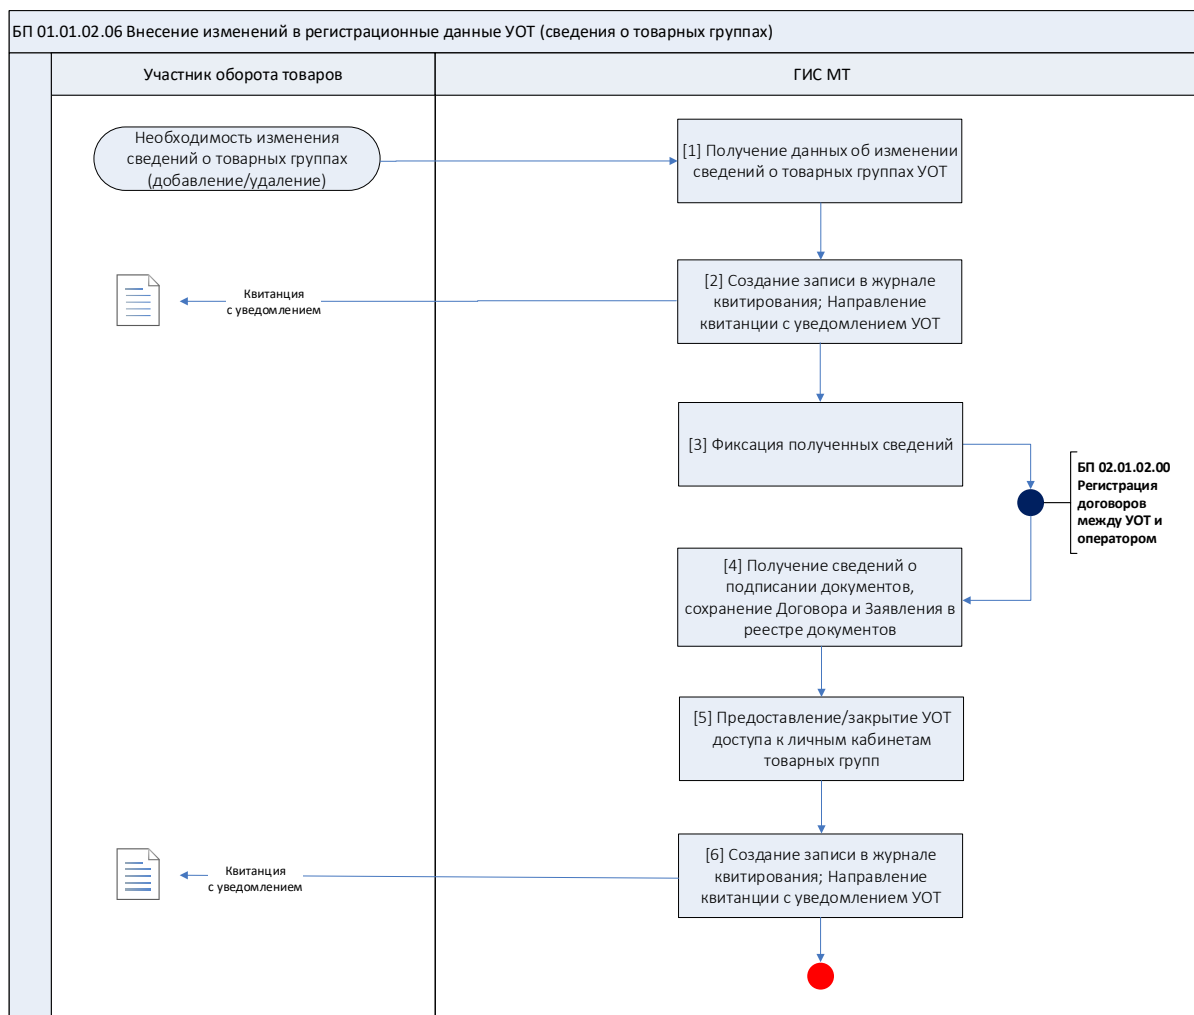 БП 01.01.02.06 Внесение изменений в регистрационные данные УОТ (сведения о товарных группах)
Участник оборота товаров
ГИС МТ
Необходимость изменения
сведений о товарных группах
(добавление/удаление)
[1] Получение данных об изменении
сведений о товарных группах УОТ
[2] Создание записи в журнале
квитирования; Направление
квитанции с уведомлением УОТ
Квитанция
с уведомлением
[3] Фиксация полученных сведений
БП 02.01.02.00
Регистрация
договоров
между УОТ и
оператором
[4] Получение сведений о
подписании документов,
сохранение Договора и Заявления в
реестре документов
[5] Предоставление/закрытие УОТ
доступа к личным кабинетам
товарных групп
[6] Создание записи в журнале
квитирования; Направление
квитанции с уведомлением УОТ
Квитанция
с уведомлением